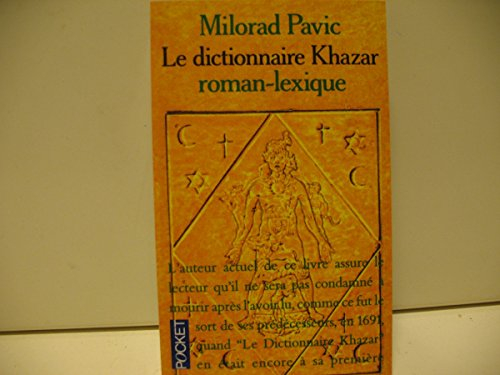 Milorad Pavic
Le dictionnaire Khazar
roman-lexique
L'auteur actuel de ce livre assure le
lecteur qu'il ne sera pas condamné à
mourir après l'avoir lu, comme ce fut le
sort de ses prédécesseurs, en 1691,
quand "Le Dictionnaire Khazar"
en était encore à sa première
POCKET